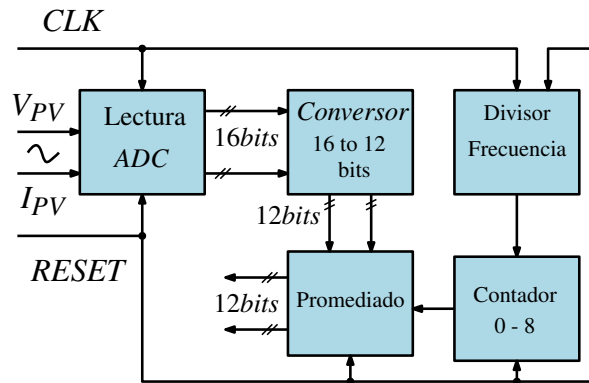 CLK
V_PV
I_PV
RESET
Lectura
ADC
16bits
Conversor
16 to 12
bits
Divisor
Frecuencia
12bits
12bits
Promediado
Contador
0 - 8